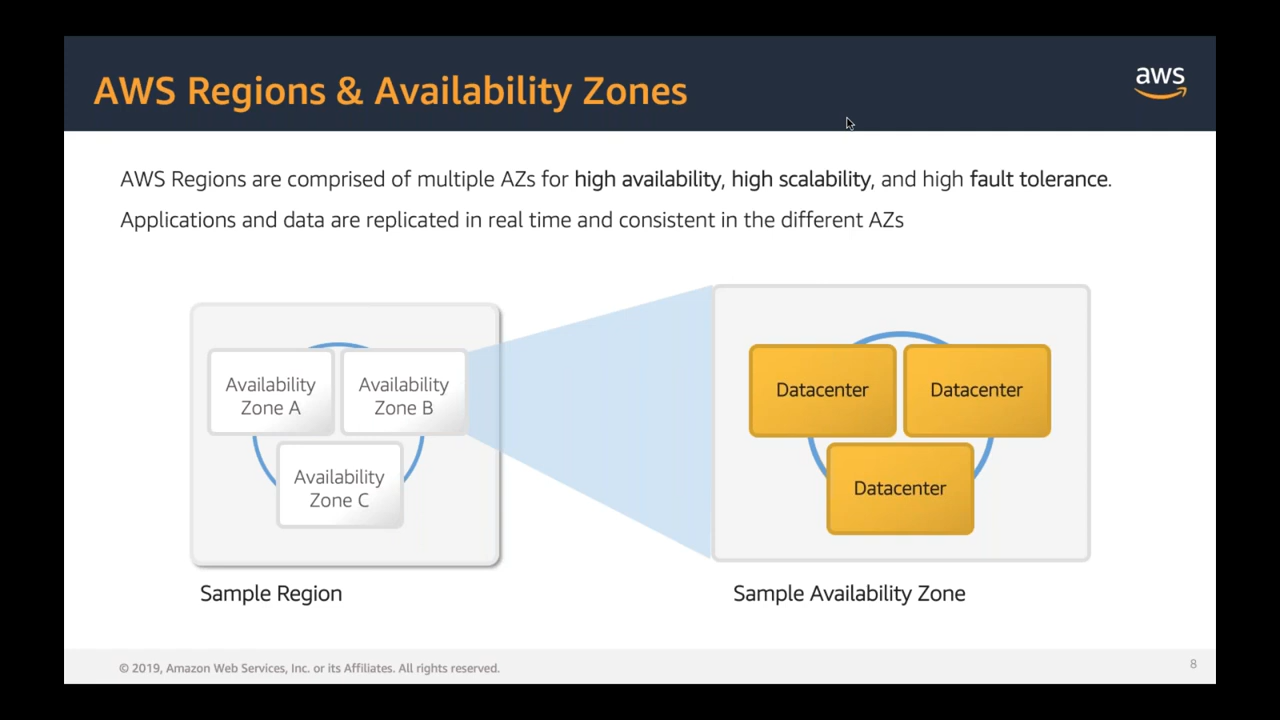 AWS Regions & Availability Zones
aws
AWS Regions are comprised of multiple AZs for high availability, high scalability, and high fault tolerance.
Applications and data are replicated in real time and consistent in the different AZs
Availability
Zone A
Availability
Zone B
Availability
Zone C
Datacenter
Datacenter
Datacenter
Sample Region
Sample Availability Zone
© 2019, Amazon Web Services, Inc. or its Affiliates. All rights reserved.
8